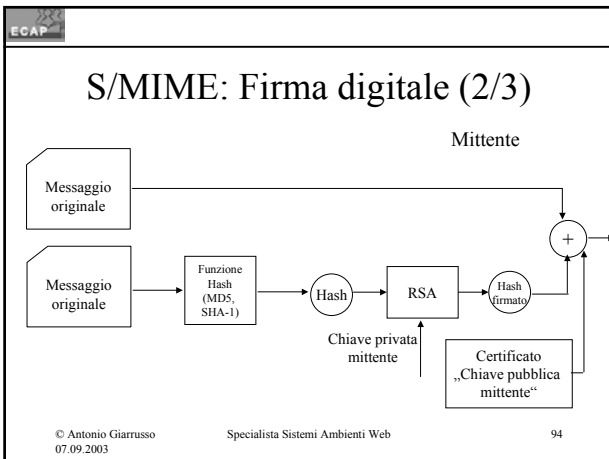 ECAP
S/MIME: Firma digitale (2/3)
Mittente
Messaggio
originale
+
Messaggio
originale
Funzione
Hash
(MD5,
SHA-1)
Hash
RSA
Hash
firmato
Chiave privata
mittente
Certificato
„Chiave pubblica
mittente“
© Antonio Giarrusso
07.09.2003
Specialista Sistemi Ambienti Web
94